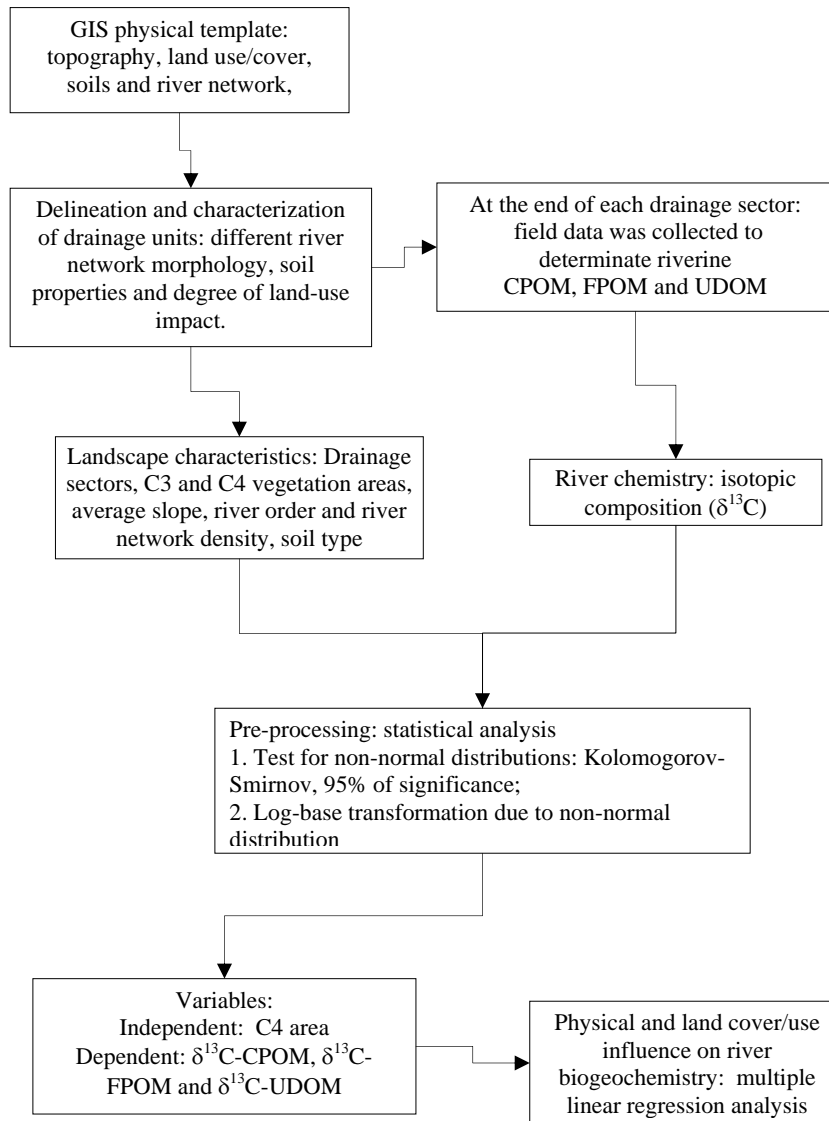 GIS physical template:
topography, land use/cover,
soils and river network,
Delineation and characterization
of drainage units: different river
network morphology, soil
properties and degree of land-use
impact.
At the end of each drainage sector:
field data was collected to
determinate riverine
CPOM, FPOM and UDOM
Landscape characteristics: Drainage
sectors, C3 and C4 vegetation areas,
average slope, river order and river
network density, soil type
River chemistry: isotopic
composition (δ¹³C)
Pre-processing: statistical analysis
1. Test for non-normal distributions: Kolomogorov-
Smirnov, 95% of significance;
2. Log-base transformation due to non-normal
distribution
Variables:
Independent: C4 area
Dependent: δ¹³C-CPOM, δ¹³C-
FPOM and δ¹³C-UDOM
Physical and land cover/use
influence on river
biogeochemistry: multiple
linear regression analysis